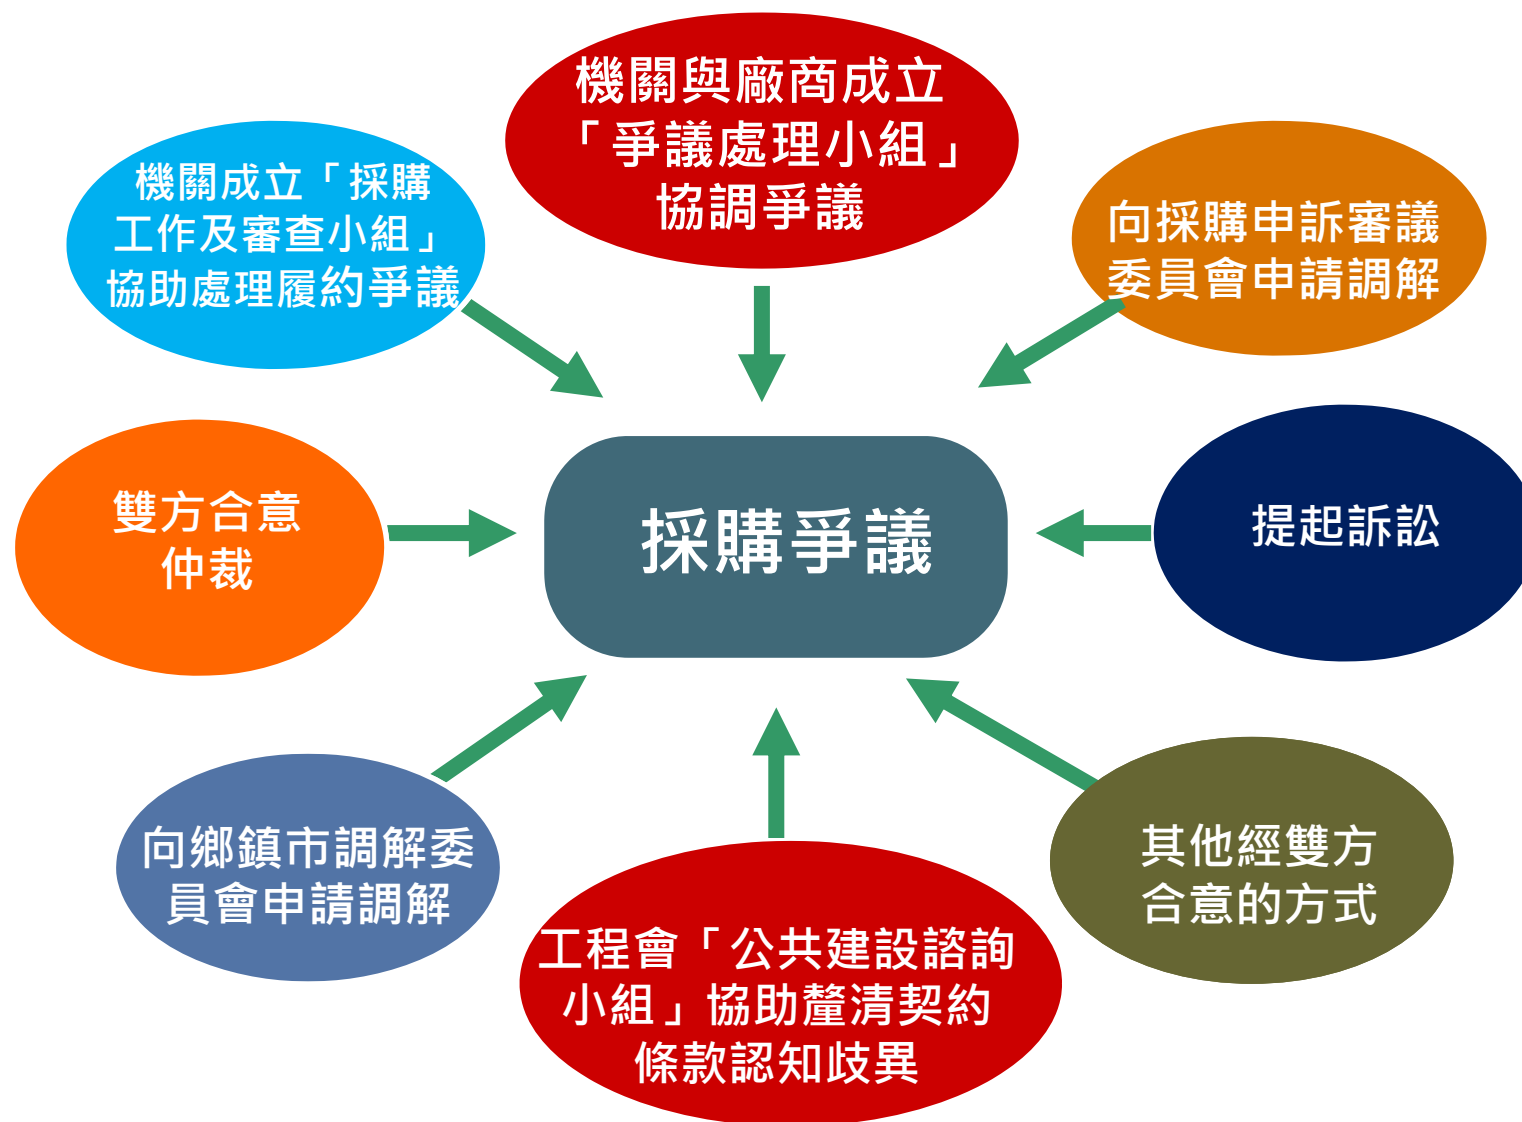 機關與廠商成立
「爭議處理小組」
協調爭議
機關成立「採購
工作及審查小組」
協助處理履約爭議
向採購申訴審議
委員會申請調解
雙方合意
仲裁
採購爭議
提起訴訟
向鄉鎮市調解委
員會申請調解
工程會「公共建設諮詢
小組」協助釐清契約
條款認知歧異
其他經雙方
合意的方式